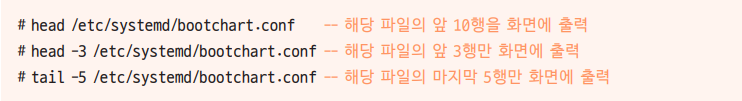 # head /etc/systemd/bootchart.conf -- 해당 파일의 앞 10행을 화면에 출력
# head -3 /etc/systemd/bootchart.conf -- 해당 파일의 앞 3행만 화면에 출력
# tail -5 /etc/systemd/bootchart.conf -- 해당 파일의 마지막 5행만 화면에 출력